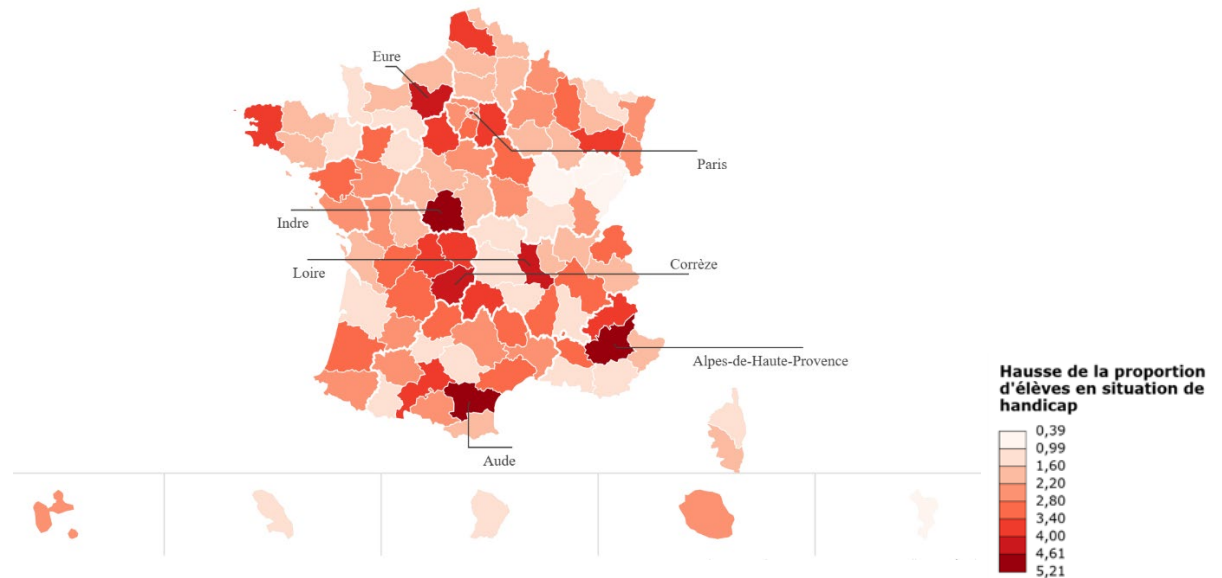 Eure
Paris
Indre
Loire
Corrèze
Alpes-de-Haute-Provence
Aude
Hausse de la proportion
d'élèves en situation de
handicap
0,39
0,99
1,60
2,20
2,80
3,40
4,00
4,61
5,21